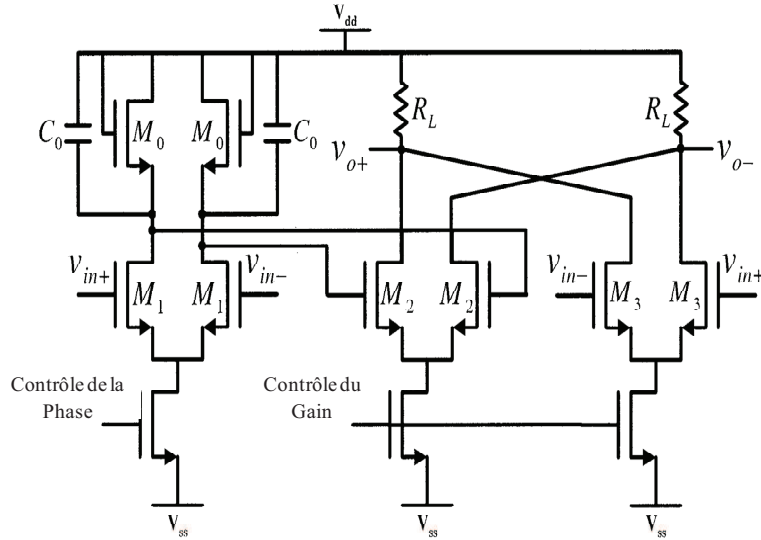 V_dd
C_0
M_0
M_0
C_0
R_L
R_L
v_o+
v_o-
v_in+
M_1
M_1
v_in-
M_2
M_2
v_in-
M_3
M_3
v_in+
Contrôle de la
Phase
Contrôle du
Gain
V_ss
V_ss
V_ss